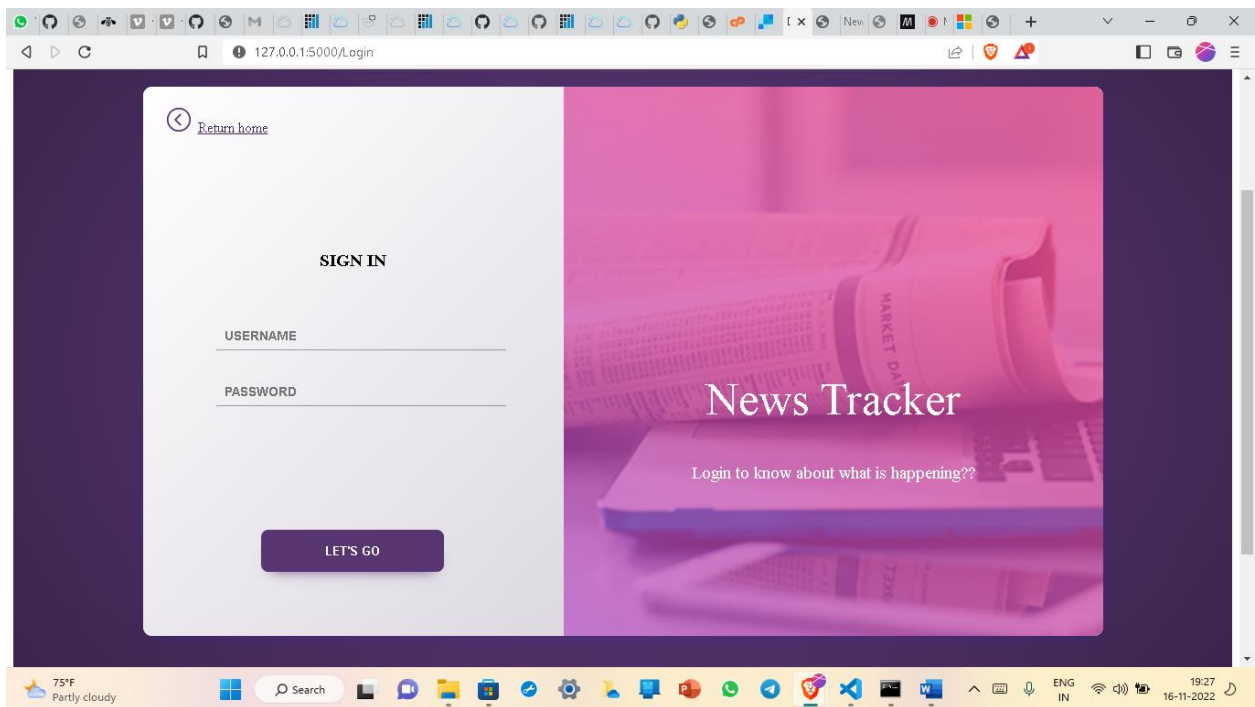 New
127.0.0.1:5000/Login
Return home
SIGN IN
USERNAME
PASSWORD
LET'S GO
MARKET DA
News Tracker
Login to know about what is happening??
75°F
Partly cloudy
Search
ENG
IN
19:27
16-11-2022